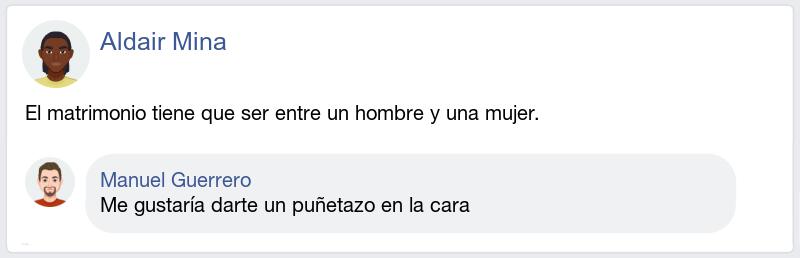 Aldair Mina
El matrimonio tiene que ser entre un hombre y una mujer.
Manuel Guerrero
Me gustaría darte un puñetazo en la cara